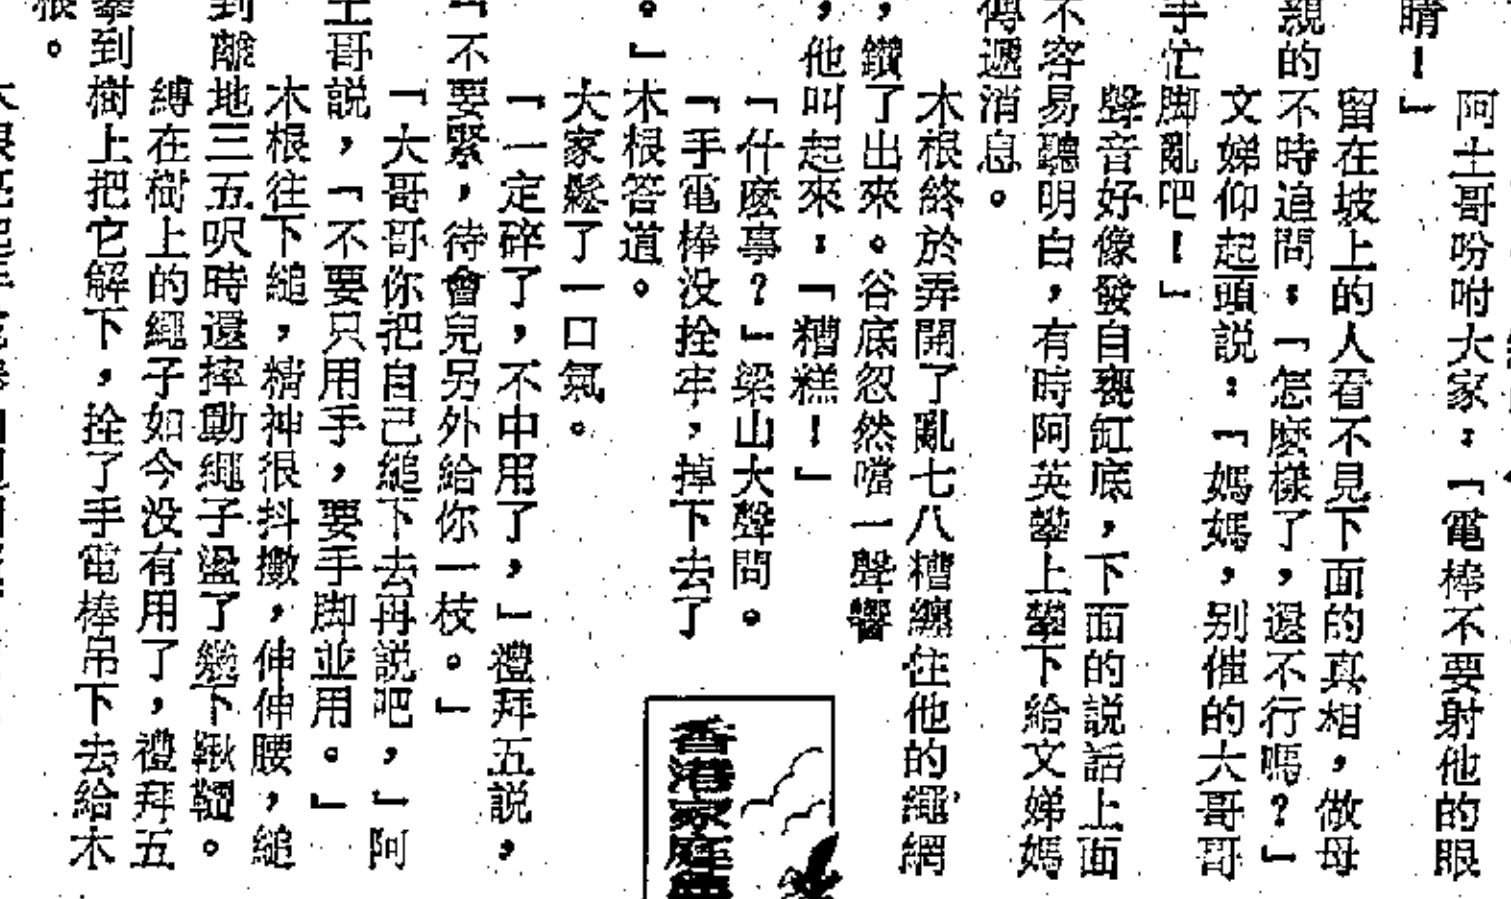 阿土哥吩咐大家：「電棒不要射他的眼
睛！」
留在坡上的人看不見下面的真相，做母
親的不時追問：「怎麼樣了，還不行嗎？」
文娣仰起頭説：「媽媽，别催的大哥哥
手忙脚亂吧！」
聲音好像發自甕缸底，下面的説話上面
不容易聽明白，有時阿英攀上攀下給文娣媽
傳遞消息。
木根終於弄開了亂七八糟纏住他的繩網
，鑽了出來。谷底忽然噹一聲響
，他叫起來：「糟糕！」
「什麼事？」梁山大聲問。
「手電棒没拴牢，掉下去了
。」木根答道。
大家鬆了一口氣。
「一定碎了，不中用了，」禮拜五説，
「不要緊，待會兒另外給你一枝。」
「大哥哥你把自己縋下去再説吧，」阿
土哥説，「不要只用手，要手脚並用。」
木根往下縋，精神很抖擻，伸伸腰，縋
到離地三五呎時還摔動繩子盪了幾下鞦韆。
縛在樹上的繩子如今没有用了，禮拜五
攀到樹上把它解下，拴了手電棒吊下去給木
根。
香港家庭